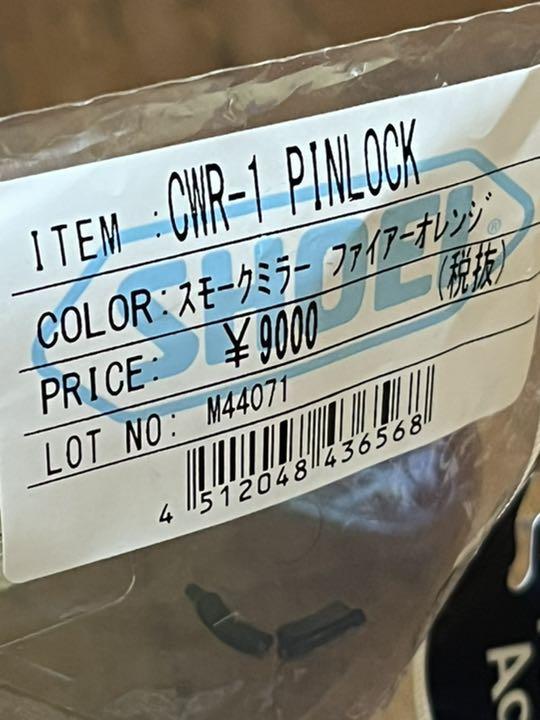 ITEM : CWR-1 PINLOCK
SHOEI ®
COLOR: スモークミラー ファイアーオレンジ
PRICE: ¥9000 (税抜)
LOT NO: M44071
4 512048 436568